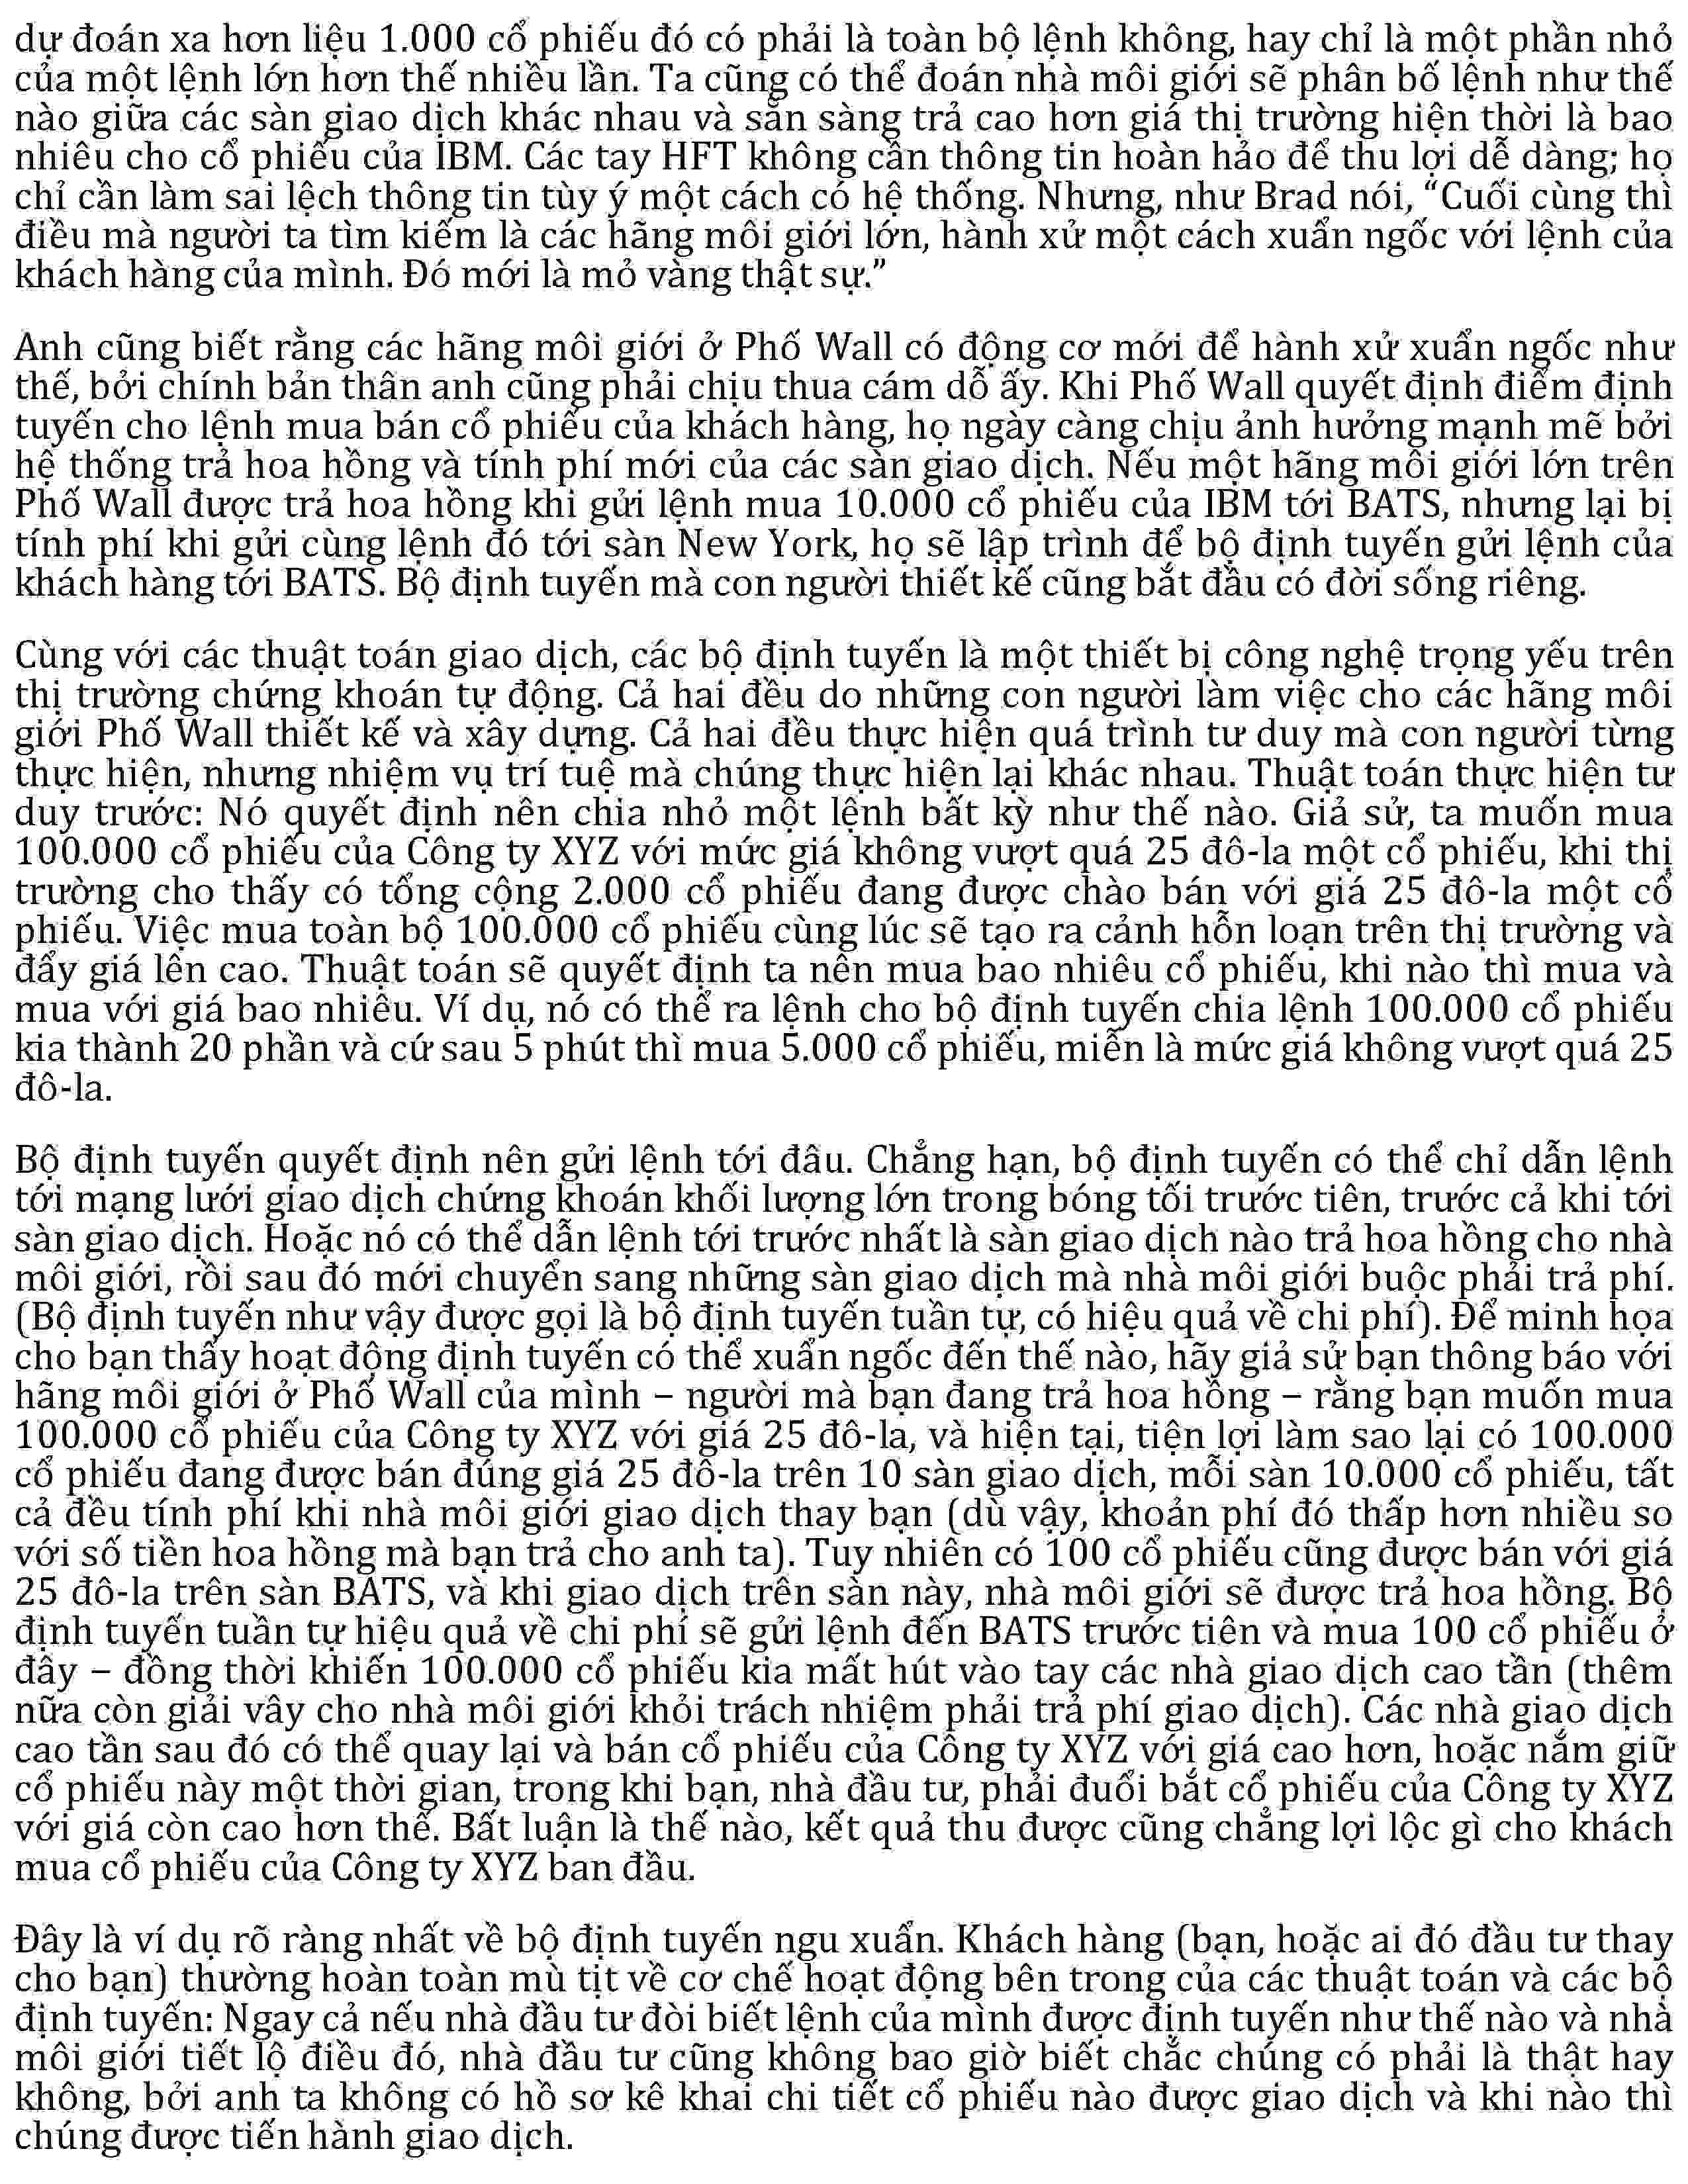 dự đoán xa hơn liệu 1.000 cổ phiếu đó có phải là toàn bộ lệnh không, hay chỉ là một phần nhỏ
của một lệnh lớn hơn thế nhiều lần. Ta cũng có thể đoán nhà môi giới sẽ phân bố lệnh như thế
nào giữa các sàn giao dịch khác nhau và sẵn sàng trả cao hơn giá thị trường hiện thời là bao
nhiêu cho cổ phiếu của IBM. Các tay HFT không cần thông tin hoàn hảo để thu lợi dễ dàng; họ
chỉ cần làm sai lệch thông tin tùy ý một cách có hệ thống. Nhưng, như Brad nói, “Cuối cùng thì
điều mà người ta tìm kiếm là các hãng môi giới lớn, hành xử một cách xuẩn ngốc với lệnh của
khách hàng của mình. Đó mới là mỏ vàng thật sự.”
Anh cũng biết rằng các hãng môi giới ở Phố Wall có động cơ mới để hành xử xuẩn ngốc như
thế, bởi chính bản thân anh cũng phải chịu thua cám dỗ ấy. Khi Phố Wall quyết định điểm định
tuyến cho lệnh mua bán cổ phiếu của khách hàng, họ ngày càng chịu ảnh hưởng mạnh mẽ bởi
hệ thống trả hoa hồng và tính phí mới của các sàn giao dịch. Nếu một hãng môi giới lớn trên
Phố Wall được trả hoa hồng khi gửi lệnh mua 10.000 cổ phiếu của IBM tới BATS, nhưng lại bị
tính phí khi gửi cùng lệnh đó tới sàn New York, họ sẽ lập trình để bộ định tuyến gửi lệnh của
khách hàng tới BATS. Bộ định tuyến mà con người thiết kế cũng bắt đầu có đời sống riêng.
Cùng với các thuật toán giao dịch, các bộ định tuyến là một thiết bị công nghệ trọng yếu trên
thị trường chứng khoán tự động. Cả hai đều do những con người làm việc cho các hãng môi
giới Phố Wall thiết kế và xây dựng. Cả hai đều thực hiện quá trình tư duy mà con người từng
thực hiện, nhưng nhiệm vụ trí tuệ mà chúng thực hiện lại khác nhau. Thuật toán thực hiện tư
duy trước: Nó quyết định nên chia nhỏ một lệnh bất kỳ như thế nào. Giả sử, ta muốn mua
100.000 cổ phiếu của Công ty XYZ với mức giá không vượt quá 25 đô-la một cổ phiếu, khi thị
trường cho thấy có tổng cộng 2.000 cổ phiếu đang được chào bán với giá 25 đô-la một cổ
phiếu. Việc mua toàn bộ 100.000 cổ phiếu cùng lúc sẽ tạo ra cảnh hỗn loạn trên thị trường và
đẩy giá lên cao. Thuật toán sẽ quyết định ta nên mua bao nhiêu cổ phiếu, khi nào thì mua và
mua với giá bao nhiêu. Ví dụ, nó có thể ra lệnh cho bộ định tuyến chia lệnh 100.000 cổ phiếu
kia thành 20 phần và cứ sau 5 phút thì mua 5.000 cổ phiếu, miễn là mức giá không vượt quá 25
đô-la.
Bộ định tuyến quyết định nên gửi lệnh tới đâu. Chẳng hạn, bộ định tuyến có thể chỉ dẫn lệnh
tới mạng lưới giao dịch chứng khoán khối lượng lớn trong bóng tối trước tiên, trước cả khi tới
sàn giao dịch. Hoặc nó có thể dẫn lệnh tới trước nhất là sàn giao dịch nào trả hoa hồng cho nhà
môi giới, rồi sau đó mới chuyển sang những sàn giao dịch mà nhà môi giới buộc phải trả phí.
(Bộ định tuyến như vậy được gọi là bộ định tuyến tuần tự, có hiệu quả về chi phí). Để minh họa
cho bạn thấy hoạt động định tuyến có thể xuẩn ngốc đến thế nào, hãy giả sử bạn thông báo với
hãng môi giới ở Phố Wall của mình – người mà bạn đang trả hoa hồng – rằng bạn muốn mua
100.000 cổ phiếu của Công ty XYZ với giá 25 đô-la, và hiện tại, tiện lợi làm sao lại có 100.000
cổ phiếu đang được bán đúng giá 25 đô-la trên 10 sàn giao dịch, mỗi sàn 10.000 cổ phiếu, tất
cả đều tính phí khi nhà môi giới giao dịch thay bạn (dù vậy, khoản phí đó thấp hơn nhiều so
với số tiền hoa hồng mà bạn trả cho anh ta). Tuy nhiên có 100 cổ phiếu cũng được bán với giá
25 đô-la trên sàn BATS, và khi giao dịch trên sàn này, nhà môi giới sẽ được trả hoa hồng. Bộ
định tuyến tuần tự hiệu quả về chi phí sẽ gửi lệnh đến BATS trước tiên và mua 100 cổ phiếu ở
đây – đồng thời khiến 100.000 cổ phiếu kia mất hút vào tay các nhà giao dịch cao tần (thêm
nữa còn giải vây cho nhà môi giới khỏi trách nhiệm phải trả phí giao dịch). Các nhà giao dịch
cao tần sau đó có thể quay lại và bán cổ phiếu của Công ty XYZ với giá cao hơn, hoặc nắm giữ
cổ phiếu này một thời gian, trong khi bạn, nhà đầu tư, phải đuổi bắt cổ phiếu của Công ty XYZ
với giá còn cao hơn thế. Bất luận là thế nào, kết quả thu được cũng chẳng lợi lộc gì cho khách
mua cổ phiếu của Công ty XYZ ban đầu.
Đây là ví dụ rõ ràng nhất về bộ định tuyến ngu xuẩn. Khách hàng (bạn, hoặc ai đó đầu tư thay
cho bạn) thường hoàn toàn mù tịt về cơ chế hoạt động bên trong của các thuật toán và các bộ
định tuyến: Ngay cả nếu nhà đầu tư đòi biết lệnh của mình được định tuyến như thế nào và nhà
môi giới tiết lộ điều đó, nhà đầu tư cũng không bao giờ biết chắc chúng có phải là thật hay
không, bởi anh ta không có hồ sơ kê khai chi tiết cổ phiếu nào được giao dịch và khi nào thì
chúng được tiến hành giao dịch.